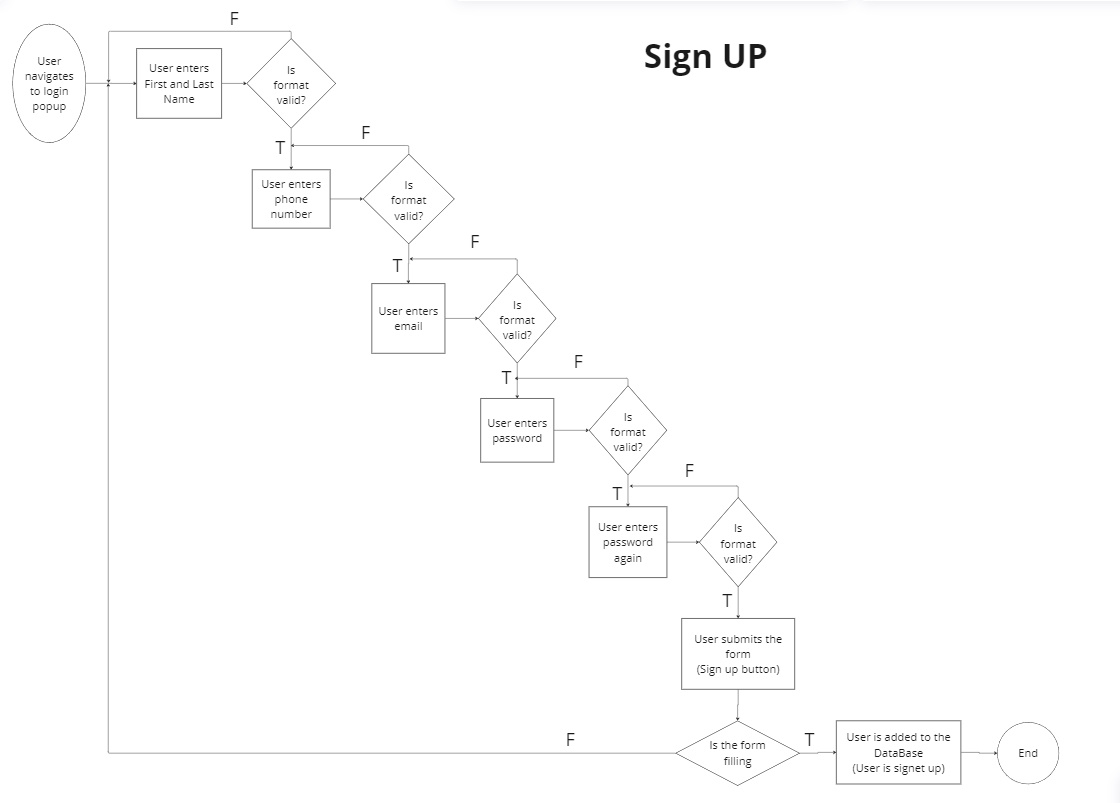 Sign UP
F
User
navigates
to login
popup
User enters
First and Last
Name
Is
format
valid?
T
F
User enters
phone
number
Is
format
valid?
T
F
User enters
email
Is
format
valid?
T
F
User enters
password
Is
format
valid?
T
F
User enters
password
again
Is
format
valid?
T
User submits the
form
(Sign up button)
F
Is the form
filling
T
User is added to the
DataBase
(User is signet up)
End